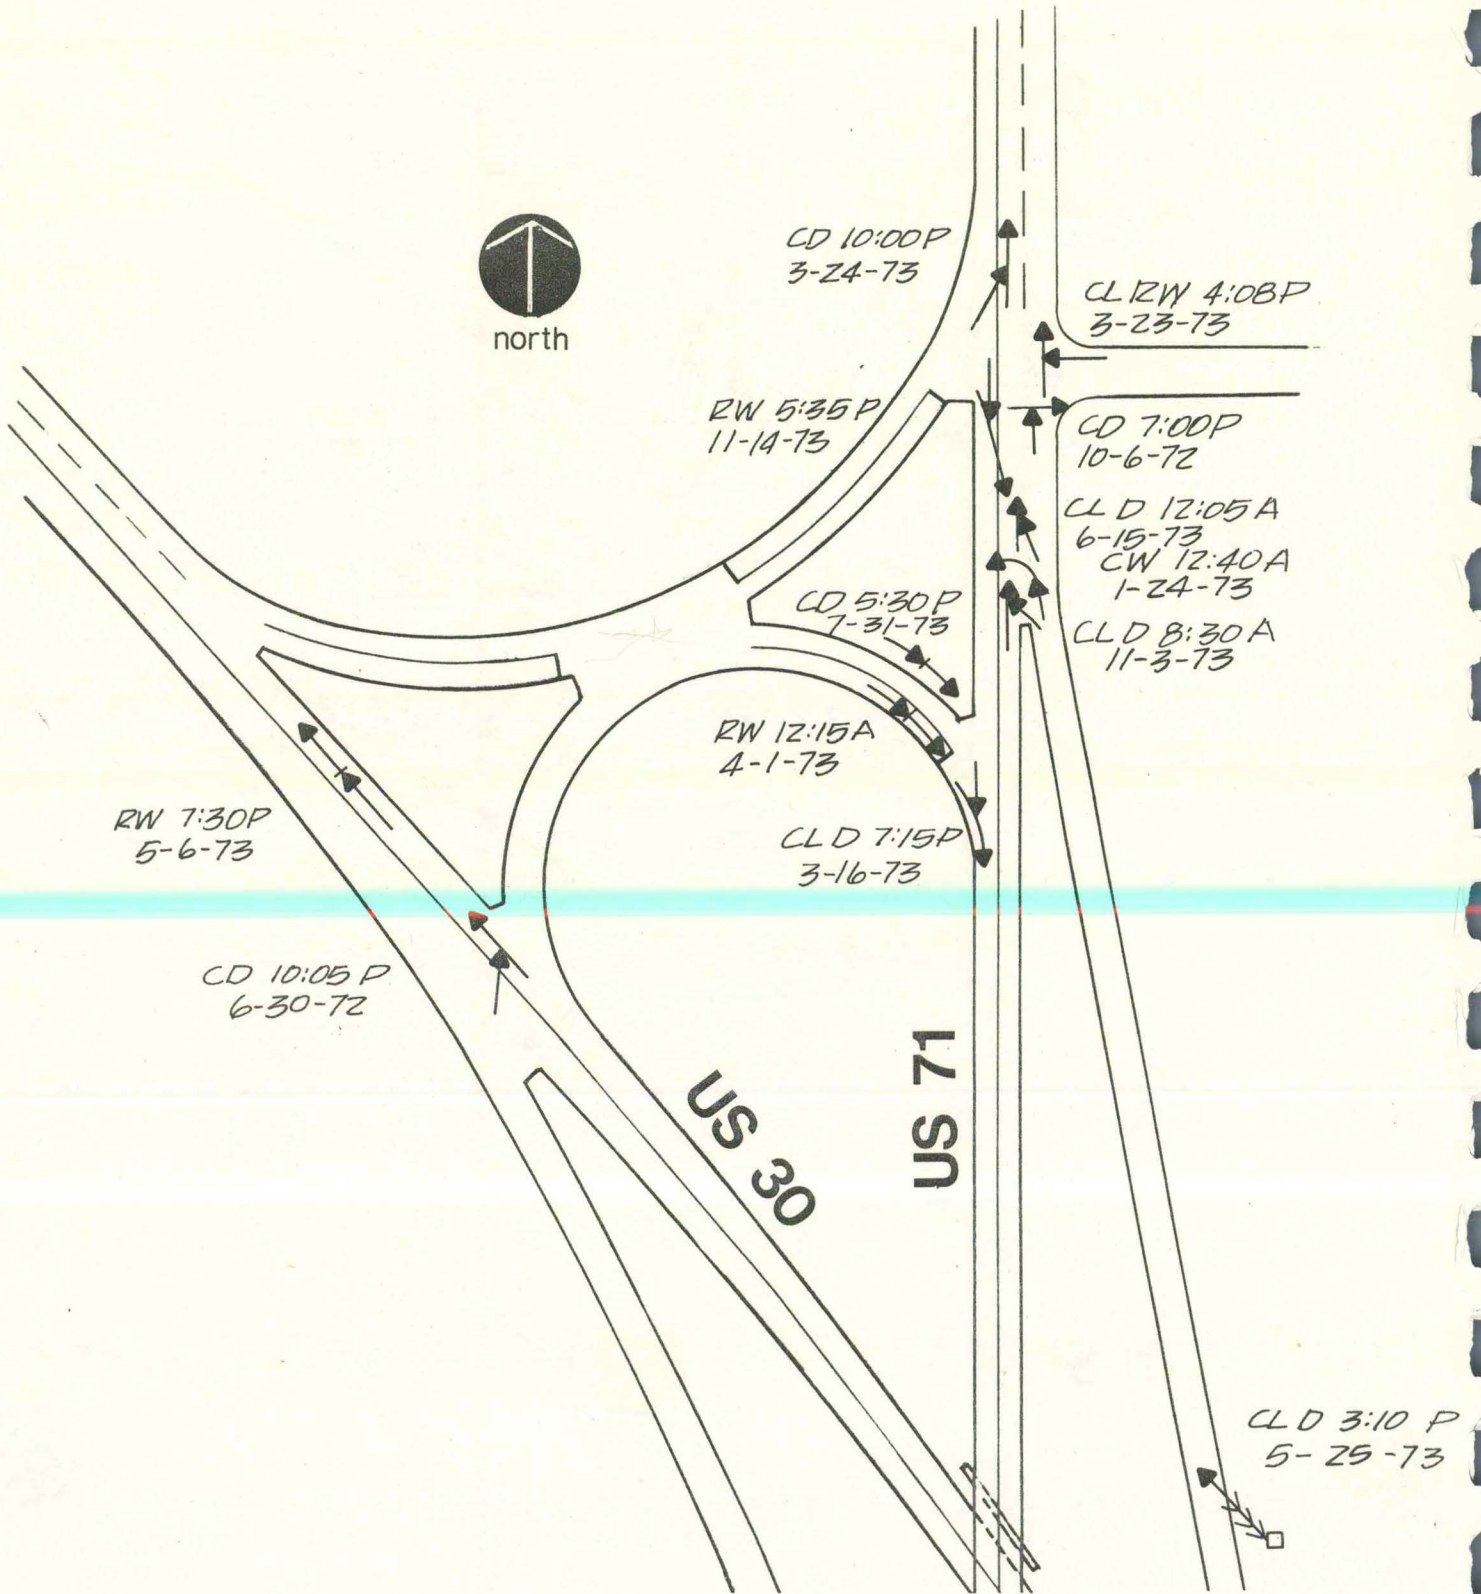 CD 10:00P
3-24-73
north
CL RW 4:08P
3-23-73
RW 5:35P
11-14-73
CD 7:00P
10-6-72
CL D 12:05A
6-15-73
CW 12:40A
1-24-73
CD 5:30P
7-31-73
CL D 8:30A
11-3-73
RW 12:15A
4-1-73
RW 7:30P
5-6-73
CL D 7:15P
3-16-73
CD 10:05P
6-30-72
US 71
US 30
CL D 3:10 P
5-25-73